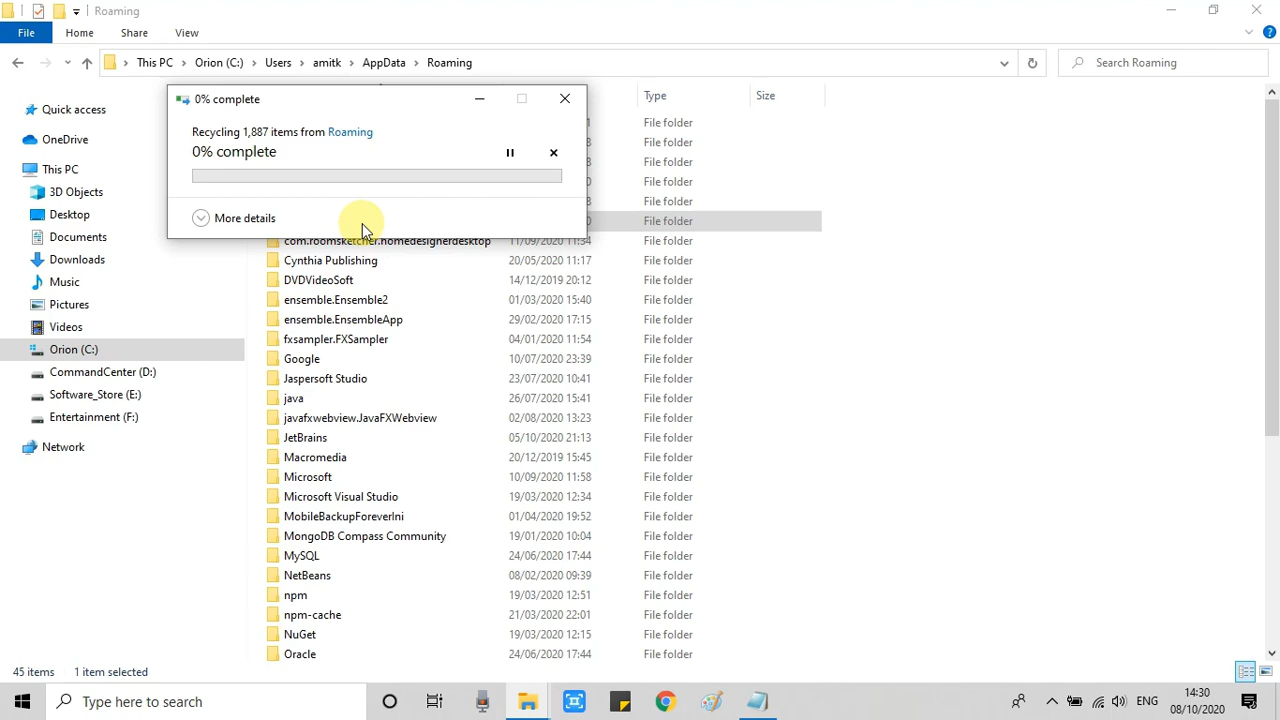 Roaming
File Home Share View
This PC Orion (C:) Users amitk AppData Roaming Search Roaming
Type Size
0% complete
Recycling 1,887 items from Roaming
0% complete
More details
Quick access
OneDrive
This PC
3D Objects
Desktop
Documents
Downloads
Music
Pictures
Videos
Orion (C:)
CommandCenter (D:)
Software_Store (E:)
Entertainment (F:)
Network
File folder
File folder
File folder
File folder
File folder
File folder
com.roomsketcher.homedesignerdesktop 11/09/2020 11:34 File folder
Cynthia Publishing 20/05/2020 11:17 File folder
DVDVideoSoft 14/12/2019 20:12 File folder
ensemble.Ensemble2 01/03/2020 15:40 File folder
ensemble.EnsembleApp 29/02/2020 17:15 File folder
fxsampler.FXSampler 04/01/2020 11:54 File folder
Google 10/07/2020 23:39 File folder
Jaspersoft Studio 23/07/2020 10:41 File folder
java 26/07/2020 15:41 File folder
javafxwebview.JavaFXWebview 02/08/2020 13:23 File folder
JetBrains 05/10/2020 21:13 File folder
Macromedia 20/12/2019 15:45 File folder
Microsoft 10/09/2020 11:58 File folder
Microsoft Visual Studio 19/03/2020 12:34 File folder
MobileBackupForeverIni 01/04/2020 19:52 File folder
MongoDB Compass Community 19/01/2020 10:04 File folder
MySQL 24/06/2020 17:44 File folder
NetBeans 08/02/2020 09:39 File folder
npm 19/03/2020 12:51 File folder
npm-cache 21/03/2020 22:01 File folder
NuGet 19/03/2020 12:15 File folder
Oracle 24/06/2020 17:44 File folder
45 items 1 item selected
Type here to search
ENG
14:30
08/10/2020